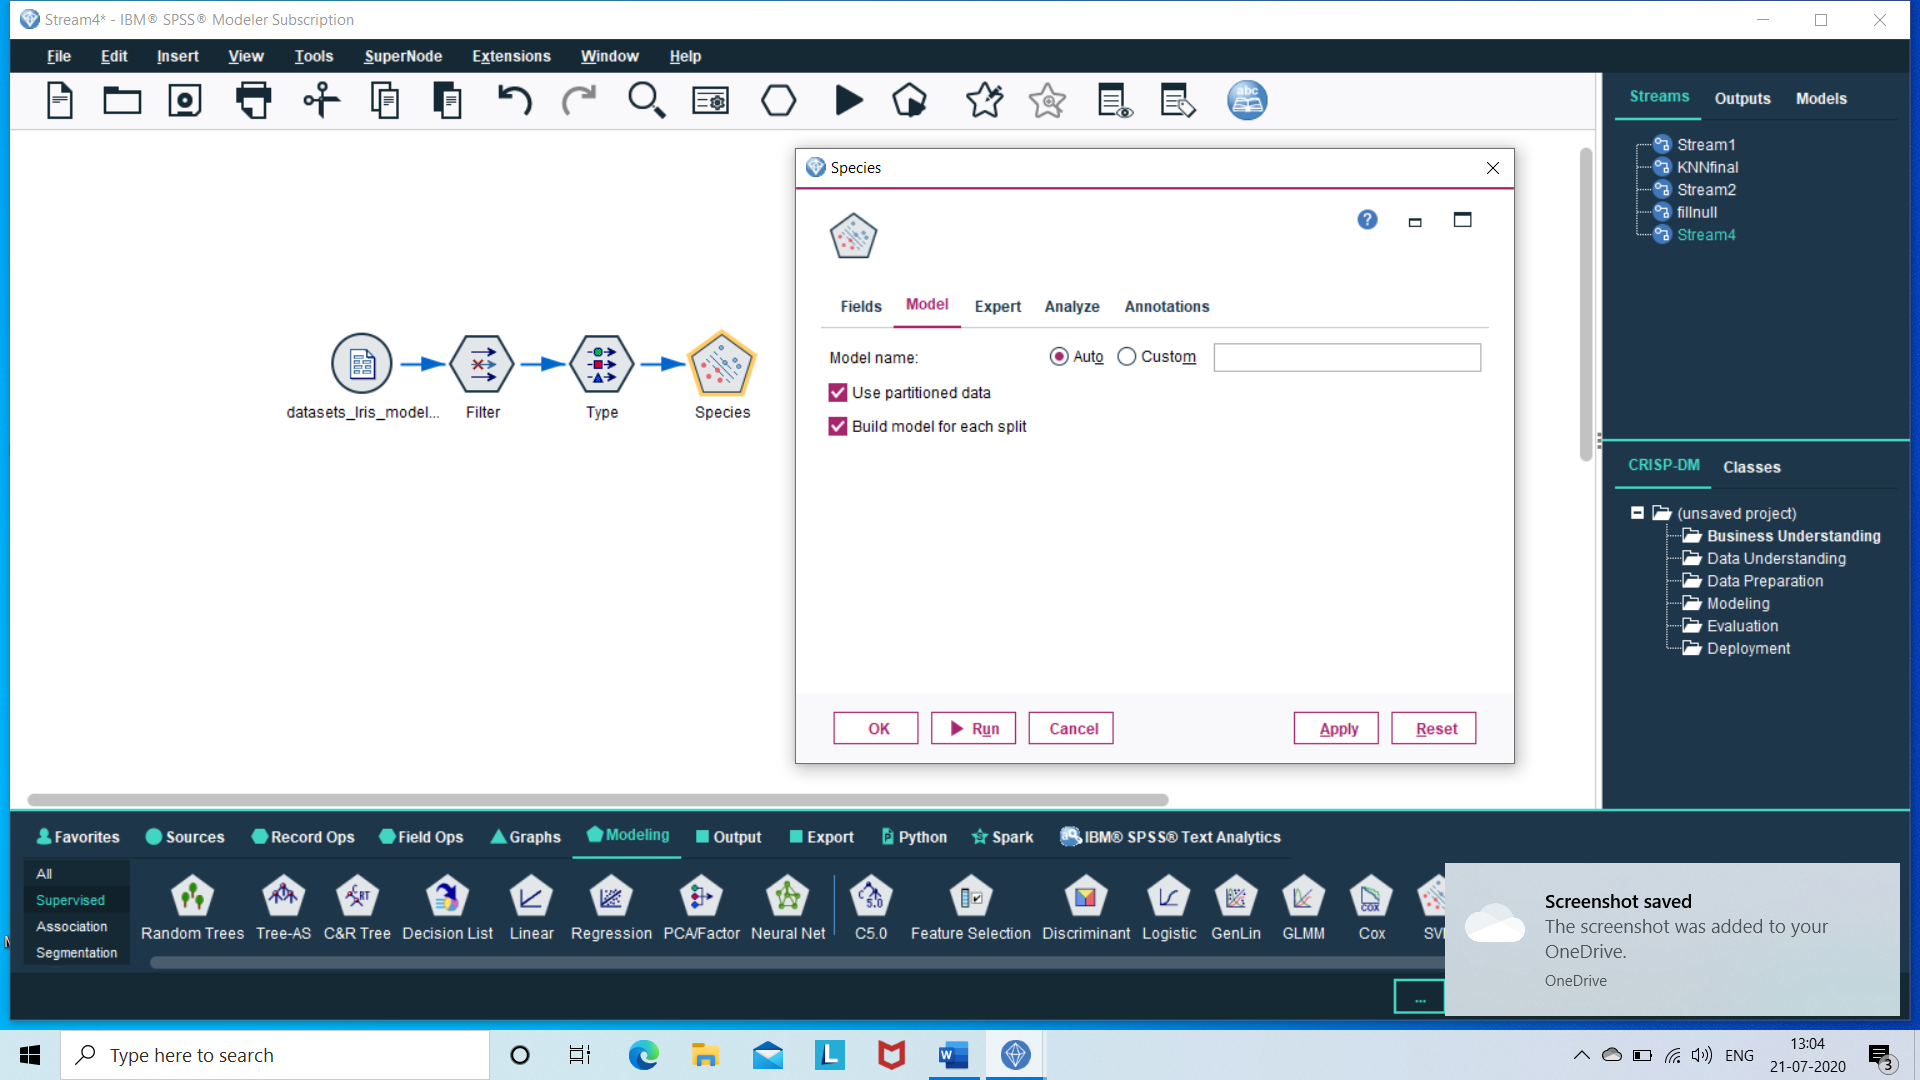 Stream4* - IBM® SPSS® Modeler Subscription
File Edit Insert View Tools SuperNode Extensions Window Help
abc
Streams Outputs Models
Stream1
KNNfinal
Stream2
fillnull
Stream4
Species
Fields Model Expert Analyze Annotations
Model name: Auto Custom
Use partitioned data
Build model for each split
OK Run Cancel Apply Reset
datasets_Iris_model... Filter Type Species
CRISP-DM Classes
(unsaved project)
Business Understanding
Data Understanding
Data Preparation
Modeling
Evaluation
Deployment
Favorites Sources Record Ops Field Ops Graphs Modeling Output Export Python Spark IBM® SPSS® Text Analytics
All
Supervised
Association
Segmentation
Random Trees Tree-AS C&R Tree Decision List Linear Regression PCA/Factor Neural Net C5.0 Feature Selection Discriminant Logistic GenLin GLMM Cox
...
Screenshot saved
The screenshot was added to your
OneDrive.
OneDrive
Type here to search
ENG
13:04
21-07-2020
3